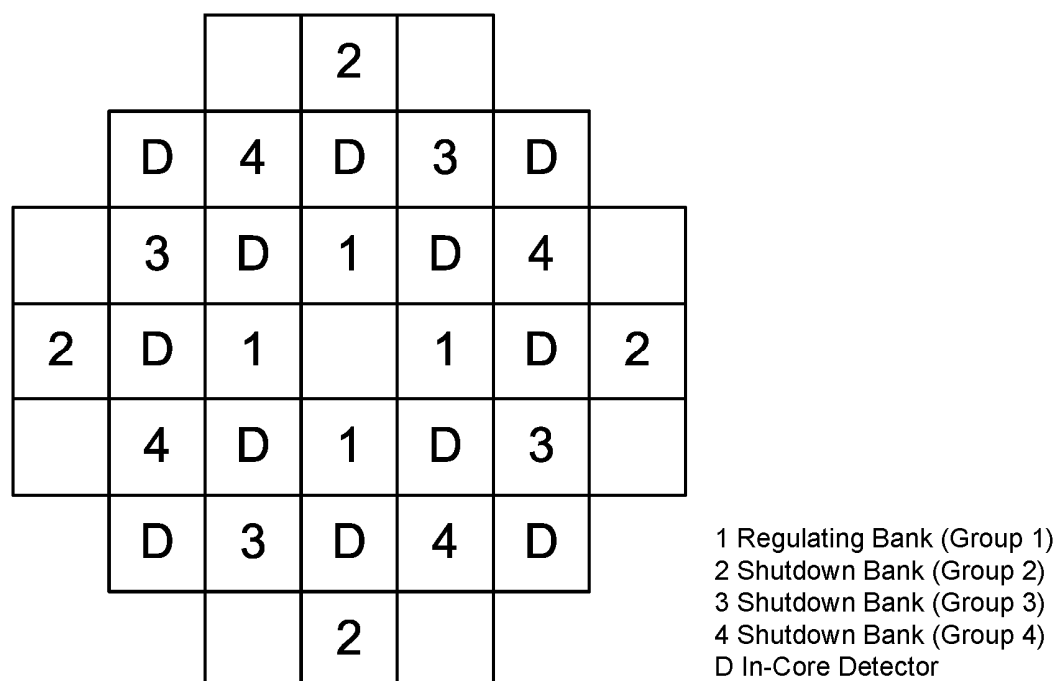 2
D 4 D 3 D
3 D 1 D 4
2 D 1 1 D 2
4 D 1 D 3
D 3 D 4 D
2
1 Regulating Bank (Group 1)
2 Shutdown Bank (Group 2)
3 Shutdown Bank (Group 3)
4 Shutdown Bank (Group 4)
D In-Core Detector